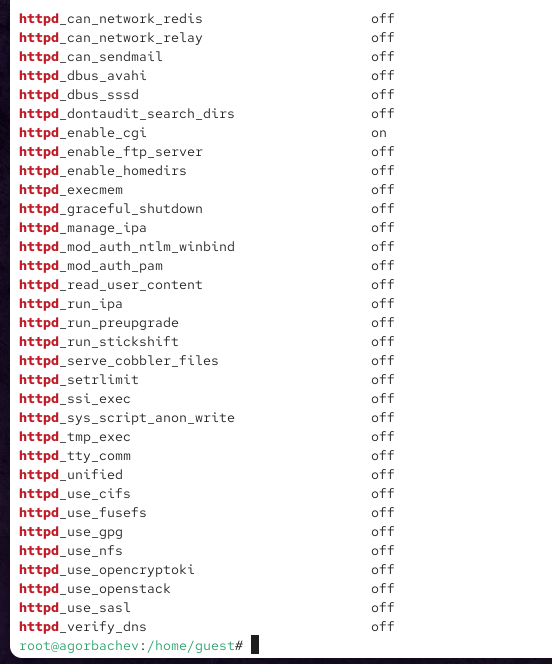 httpd_can_network_redis off
httpd_can_network_relay off
httpd_can_sendmail off
httpd_dbus_avahi off
httpd_dbus_sssd off
httpd_dontaudit_search_dirs off
httpd_enable_cgi on
httpd_enable_ftp_server off
httpd_enable_homedirs off
httpd_execmem off
httpd_graceful_shutdown off
httpd_manage_ipa off
httpd_mod_auth_ntlm_winbind off
httpd_mod_auth_pam off
httpd_read_user_content off
httpd_run_ipa off
httpd_run_preupgrade off
httpd_run_stickshift off
httpd_serve_cobbler_files off
httpd_setrlimit off
httpd_ssi_exec off
httpd_sys_script_anon_write off
httpd_tmp_exec off
httpd_tty_comm off
httpd_unified off
httpd_use_cifs off
httpd_use_fusefs off
httpd_use_gpg off
httpd_use_nfs off
httpd_use_opencryptoki off
httpd_use_openstack off
httpd_use_sasl off
httpd_verify_dns off
root@agorbachev:/home/guest#